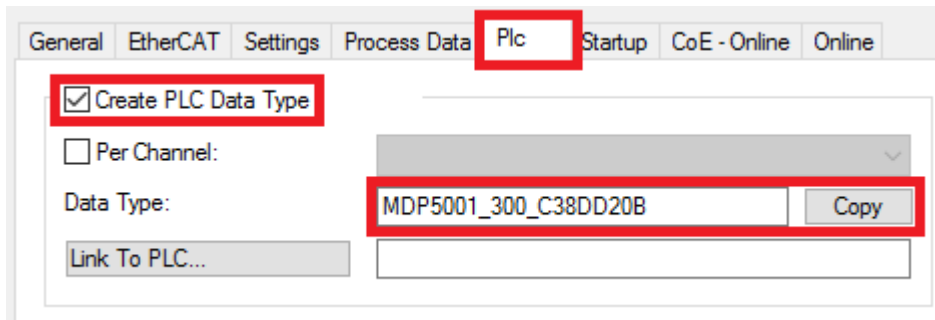 General EtherCAT Settings Process Data Plc Startup CoE - Online Online
Create PLC Data Type
Per Channel:
Data Type: MDP5001_300_C38DD20B Copy
Link To PLC...